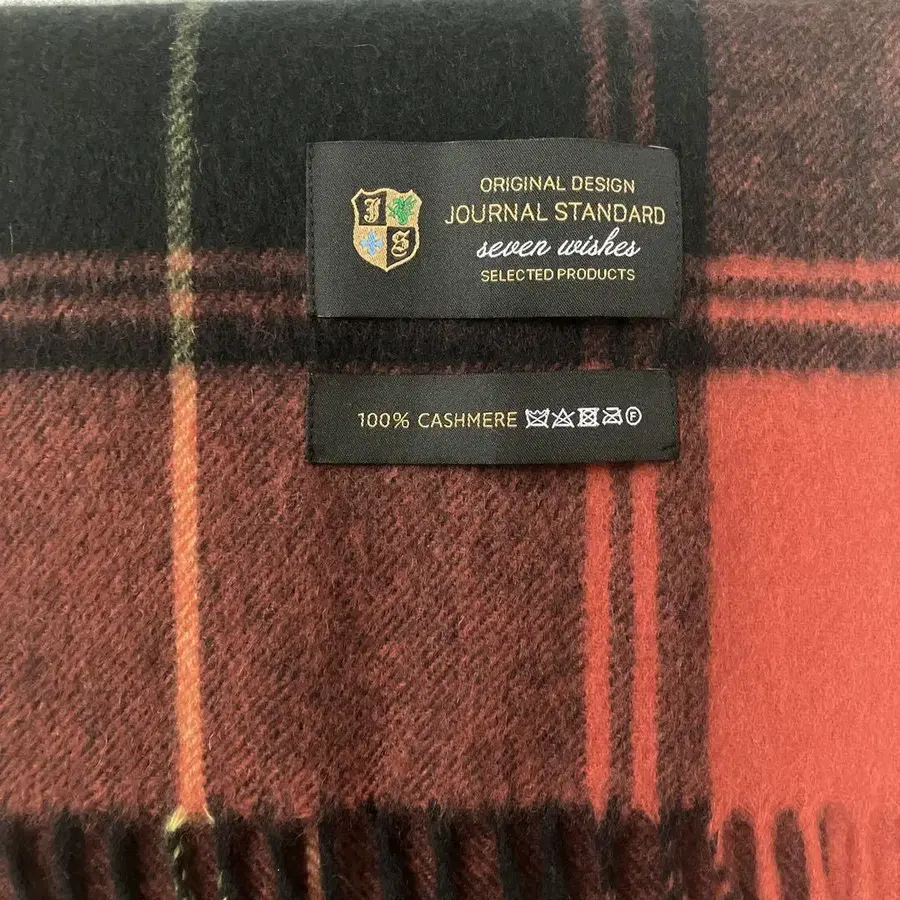 J
S
ORIGINAL DESIGN
JOURNAL STANDARD
seven wishes
SELECTED PRODUCTS
100% CASHMERE Ⓕ